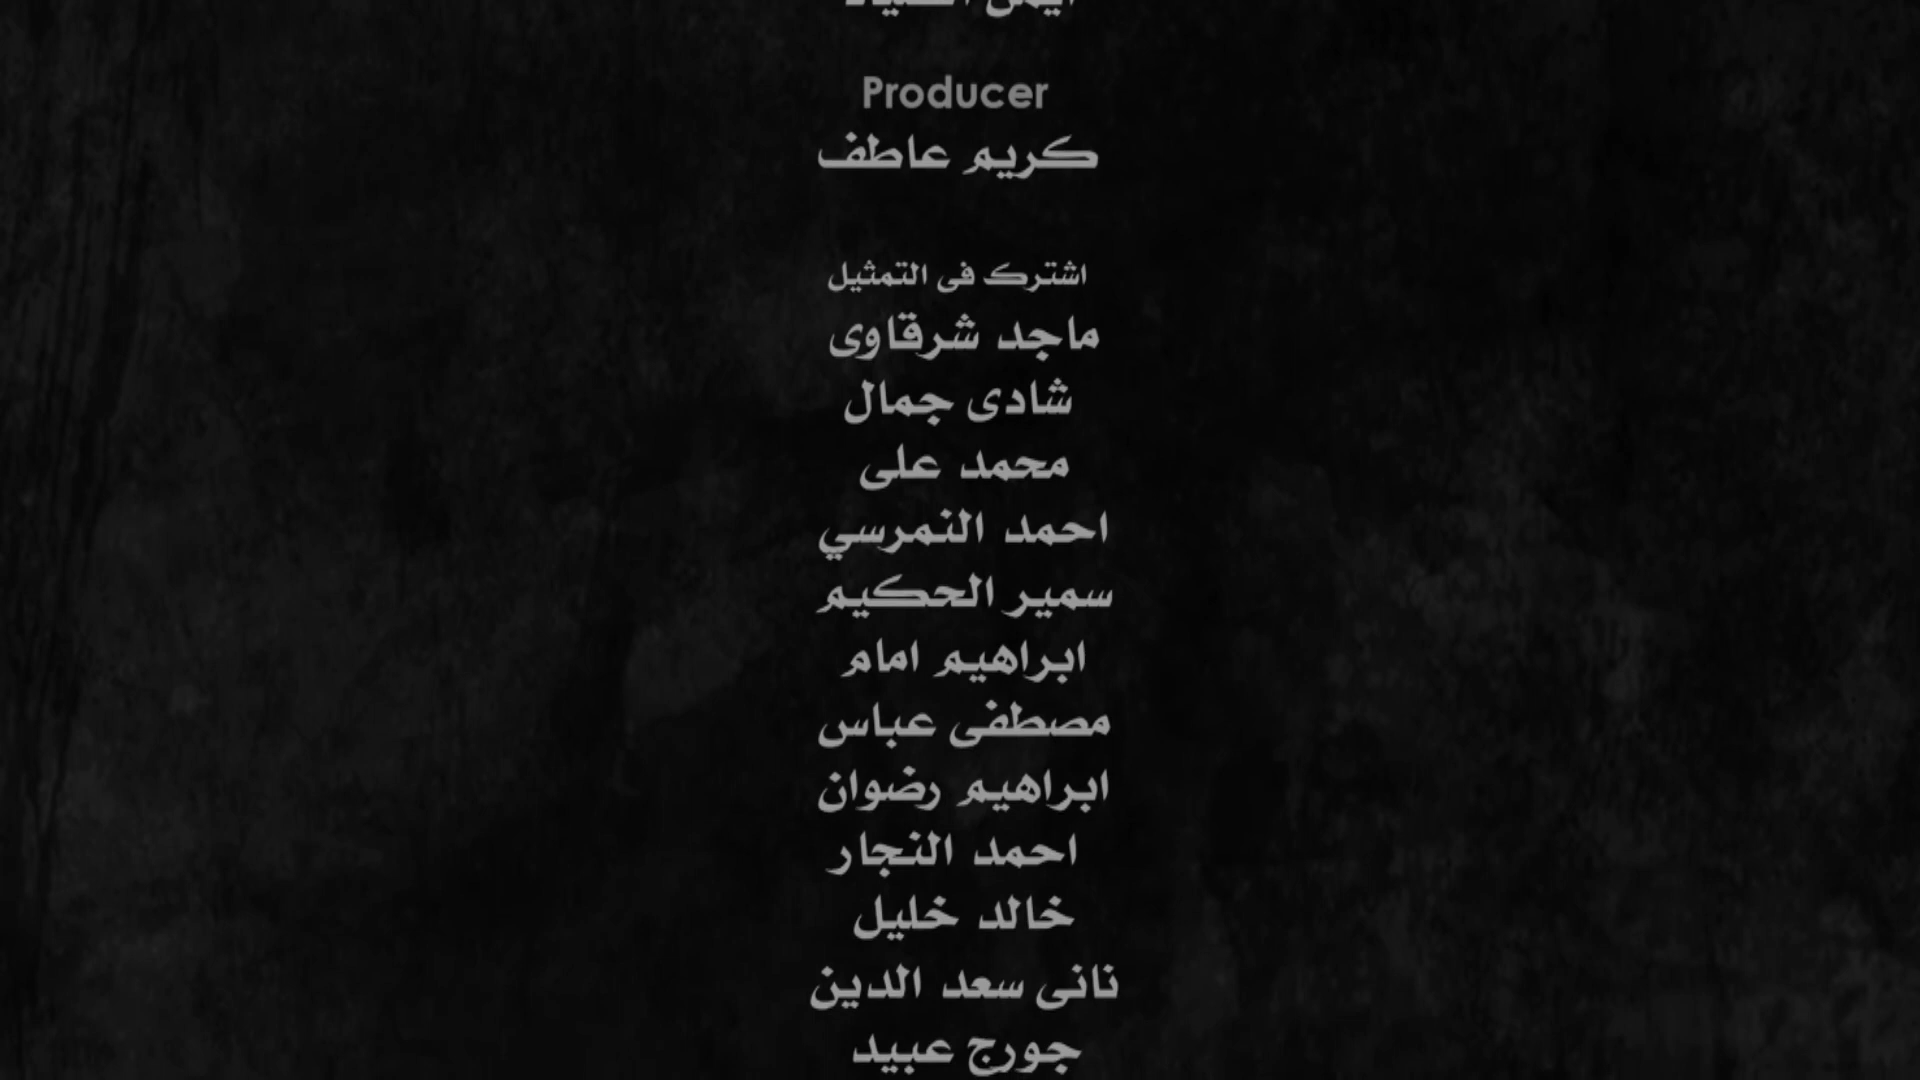 Producer
كريم عاطف
اشترك فى التمثيل
ماجد شرقاوى
شادى جمال
محمد على
احمد النمرسي
سمير الحكيم
ابراهيم امام
مصطفى عباس
ابراهيم رضوان
احمد النجار
خالد خليل
نانى سعد الدين
جورج عبيد